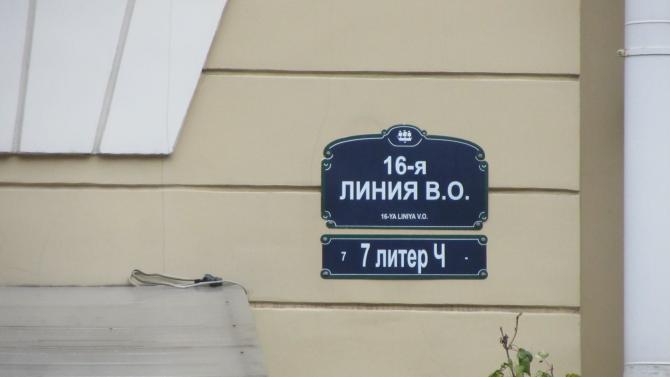 16-я
ЛИНИЯ В.О.
16-YA LINIYA V.O.
7 7 литер Ч -